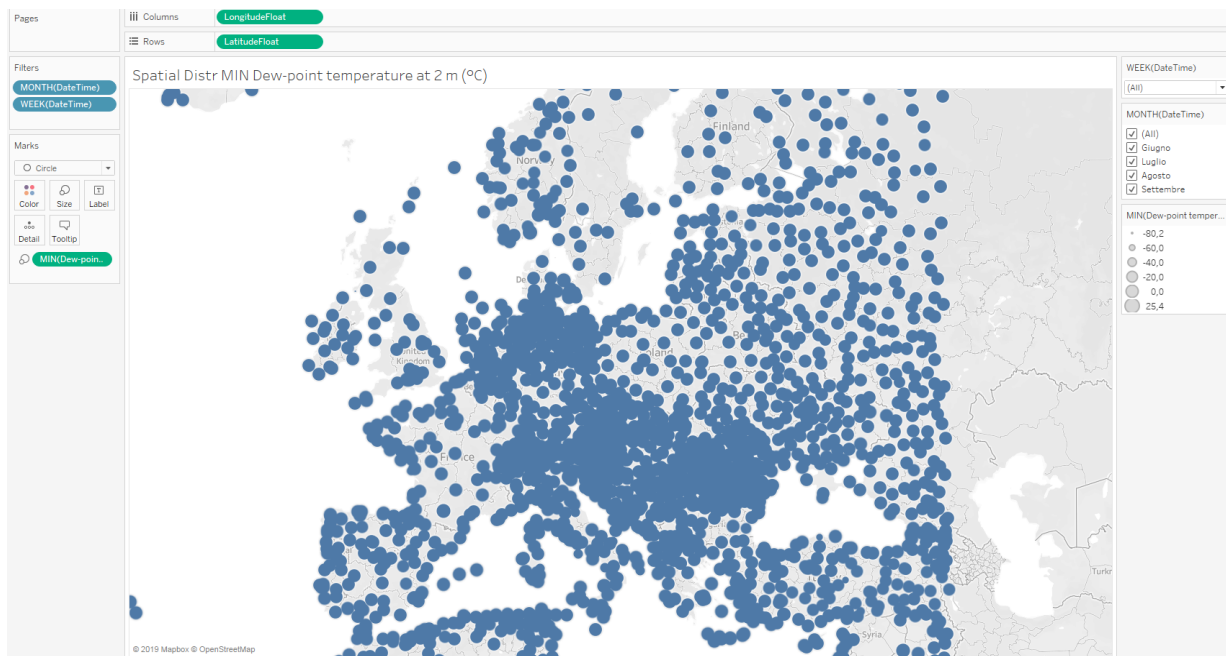 Pages
Columns
LongitudeFloat
Rows
LatitudeFloat
Filters
MONTH(DateTime)
WEEK(DateTime)
Marks
Circle
Color
Size
Label
Detail
Tooltip
MIN(Dew-poin..
Spatial Distr MIN Dew-point temperature at 2 m (ºC)
Finland
Norway
United
Kingdom
France
Syria
© 2019 Mapbox © OpenStreetMap
WEEK(DateTime)
(All)
MONTH(DateTime)
(All)
Giugno
Luglio
Agosto
Settembre
MIN(Dew-point temper...
-80,2
-60,0
-40,0
-20,0
0,0
25,4